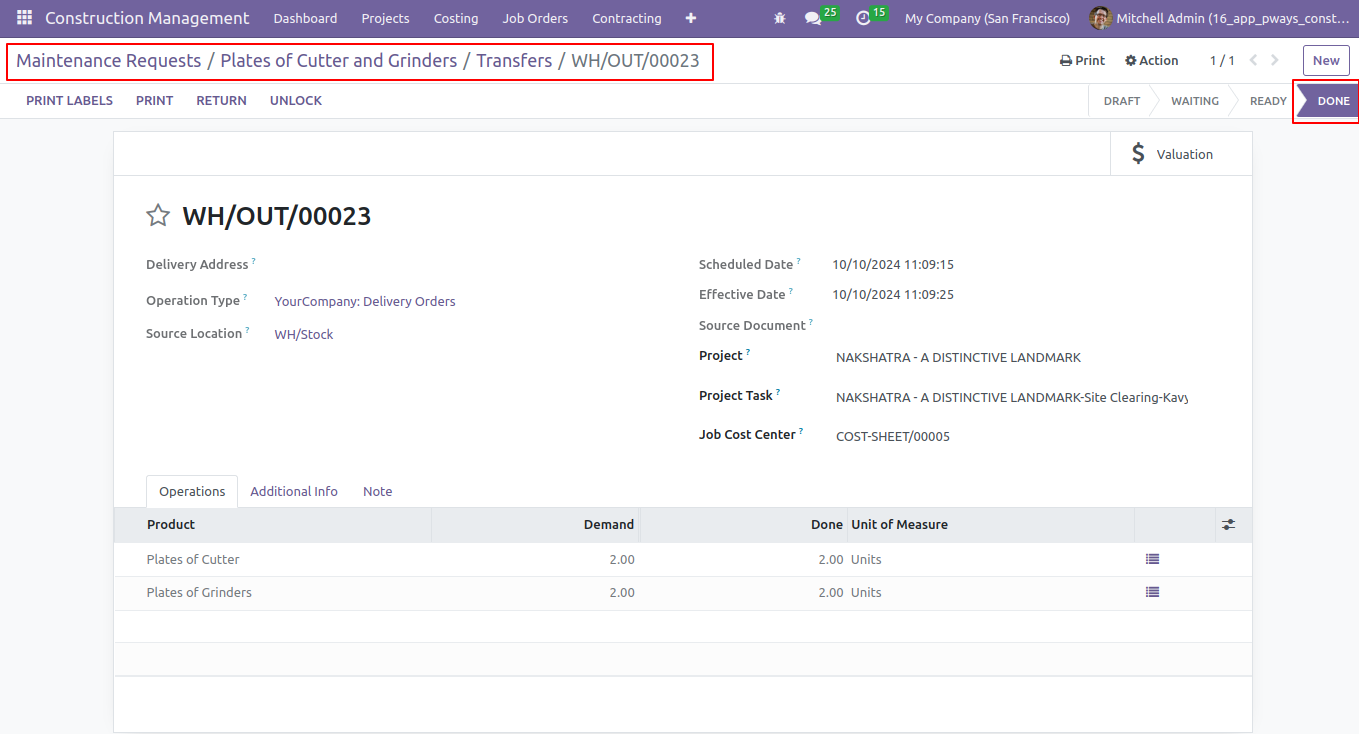 Construction Management Dashboard Projects Costing Job Orders Contracting + 25 15 My Company (San Francisco) Mitchell Admin (16_app_pways_const...
Maintenance Requests / Plates of Cutter and Grinders / Transfers / WH/OUT/00023 Print Action 1 / 1 New
PRINT LABELS PRINT RETURN UNLOCK DRAFT WAITING READY DONE
$ Valuation
WH/OUT/00023
Delivery Address ?
Operation Type ? YourCompany: Delivery Orders
Source Location ? WH/Stock
Scheduled Date ? 10/10/2024 11:09:15
Effective Date ? 10/10/2024 11:09:25
Source Document ?
Project ? NAKSHATRA - A DISTINCTIVE LANDMARK
Project Task ? NAKSHATRA - A DISTINCTIVE LANDMARK-Site Clearing-Kavy
Job Cost Center ? COST-SHEET/00005
Operations Additional Info Note
Product Demand Done Unit of Measure
Plates of Cutter 2.00 2.00 Units
Plates of Grinders 2.00 2.00 Units